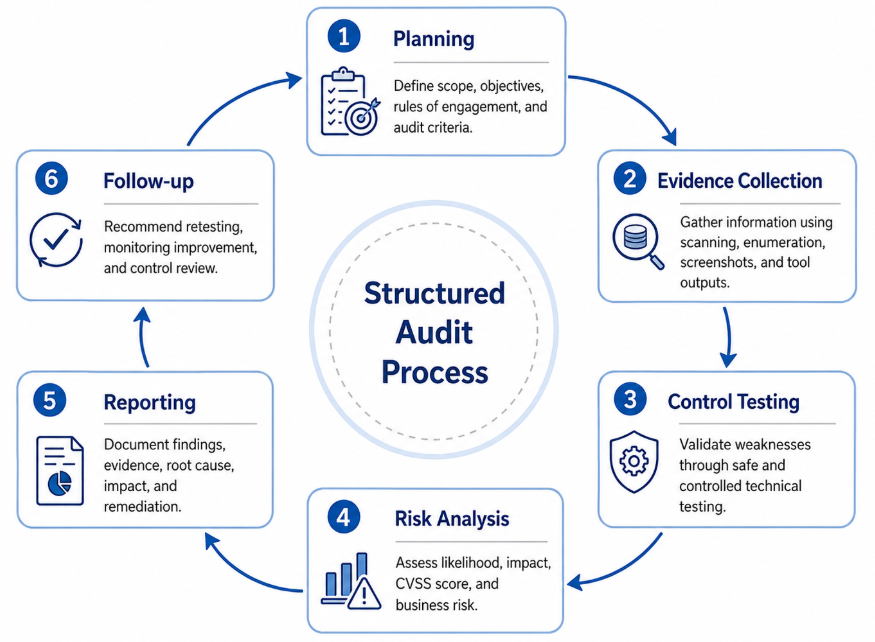 1
Planning
Define scope, objectives,
rules of engagement, and
audit criteria.
2
Evidence Collection
Gather information using
scanning, enumeration,
screenshots, and tool
outputs.
3
Control Testing
Validate weaknesses
through safe and
controlled technical
testing.
4
Risk Analysis
Assess likelihood, impact,
CVSS score, and
business risk.
5
Reporting
Document findings,
evidence, root cause,
impact, and
remediation.
6
Follow-up
Recommend retesting,
monitoring improvement,
and control review.
Structured
Audit
Process